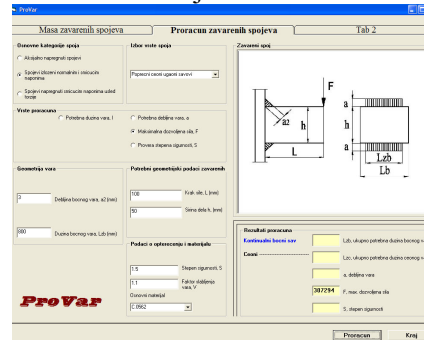 ProVar
Masa zavarenih spojeva
Proracun zavarenih spojeva
Tab 2
Osnovne kategorije spoja
Aksijalno napregnuti spojevi
Spojevi izlozeni normalnim i smicucim naponima
Spojevi napregnuti smicucim naponima usled torzije
Izbor vrste spoja
Poprecni ceoni ugaoni zavari
Zavareni spoj
F
a2
h
L
a
h
a
Lzb
Lb
Vrste proracuna
Potrebna duzina vara, l
Potrebna debljina vara, a
Maksimalna dozvoljena sila, F
Provera stepena sigurnosti, S
Geometrija vara
3
Debljina bocnog vara, a2 (mm)
800
Duzina bocnog vara, Lzb (mm)
Potrebni geometrijski podaci zavarenih
100
Krak sile, L (mm)
50
Sirina dela h, (mm)
Podaci o opterecenju i materijalu
1.5
Stepen sigurnosti, S
1.1
Faktor slabljenja vara, V
Osnovni materijal
C.0562
ProVar
Rezultati proracuna
Kontinualni bocni sav
Lzb, ukupno potrebna duzina bocnog v
Ceoni
Lzc, ukupno potrebna duzina ceonog v
a, debljina vara
307294
F, max. dozvoljena sila
S, stepen sigurnosti
Proracun
Kraj